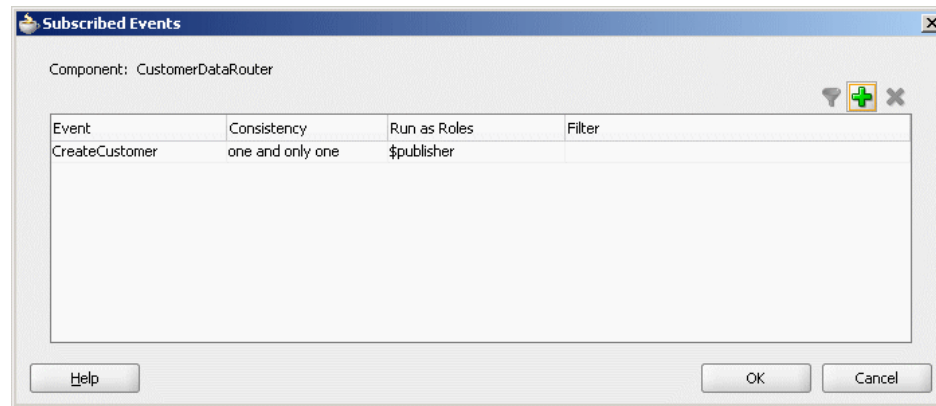 Subscribed Events
Component: CustomerDataRouter
Event Consistency Run as Roles Filter
CreateCustomer one and only one $publisher
Help OK Cancel